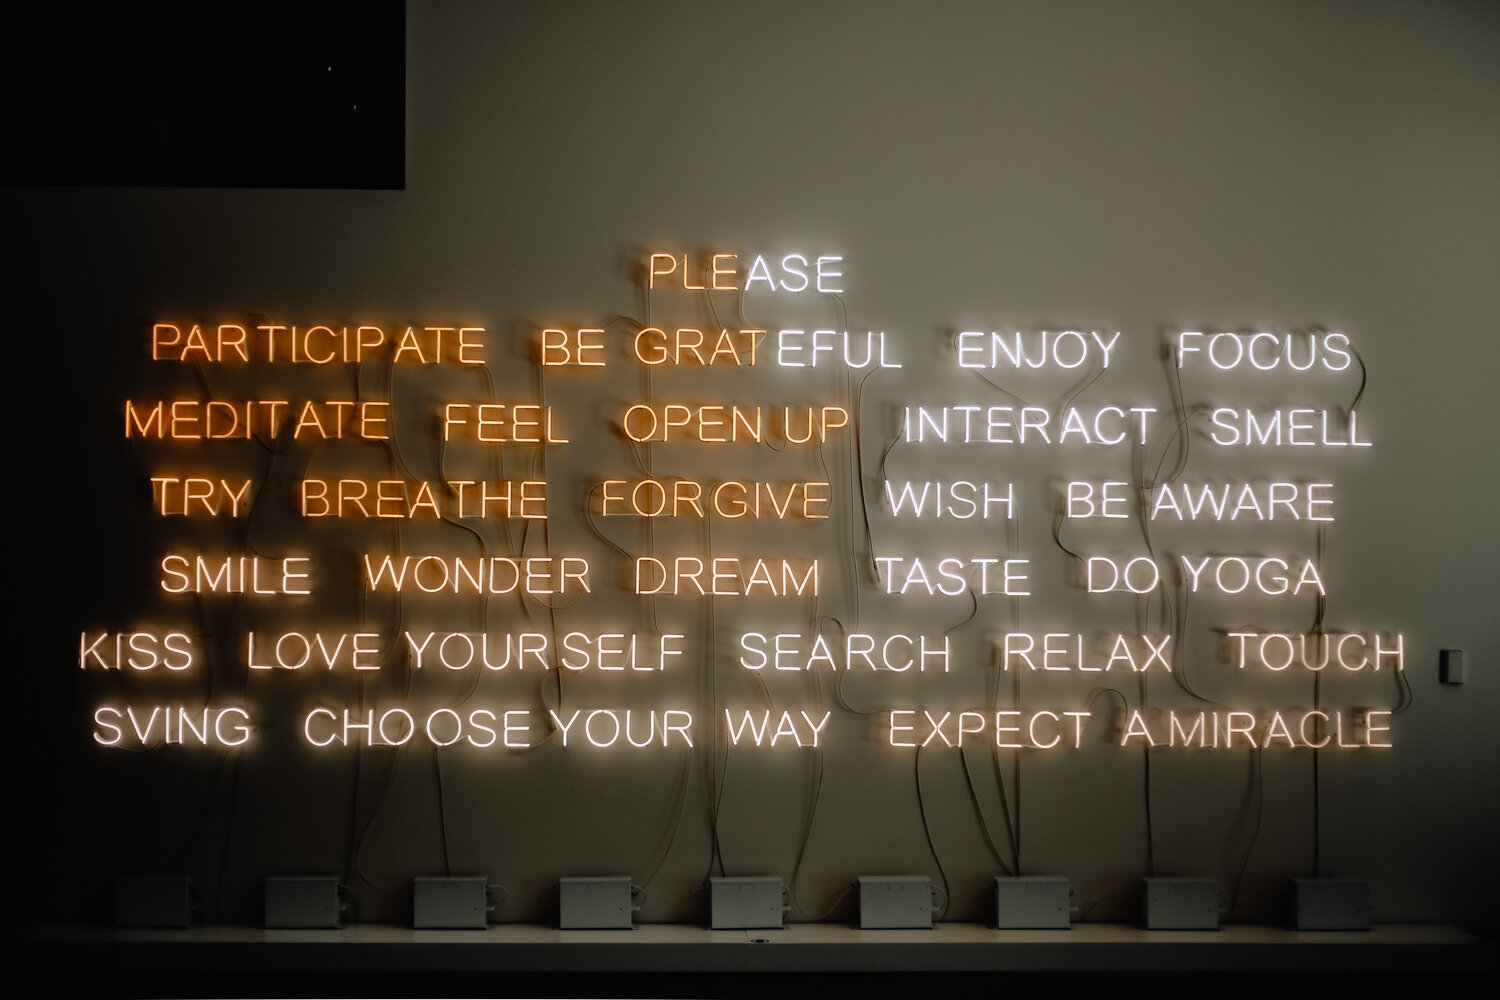 PLEASE
PARTICIPATE BE GRATEFUL ENJOY FOCUS
MEDITATE FEEL OPEN UP INTERACT SMELL
TRY BREATHE FORGIVE WISH BE AWARE
SMILE WONDER DREAM TASTE DO YOGA
KISS LOVE YOURSELF SEARCH RELAX TOUCH
SVING CHOOSE YOUR WAY EXPECT A MIRACLE